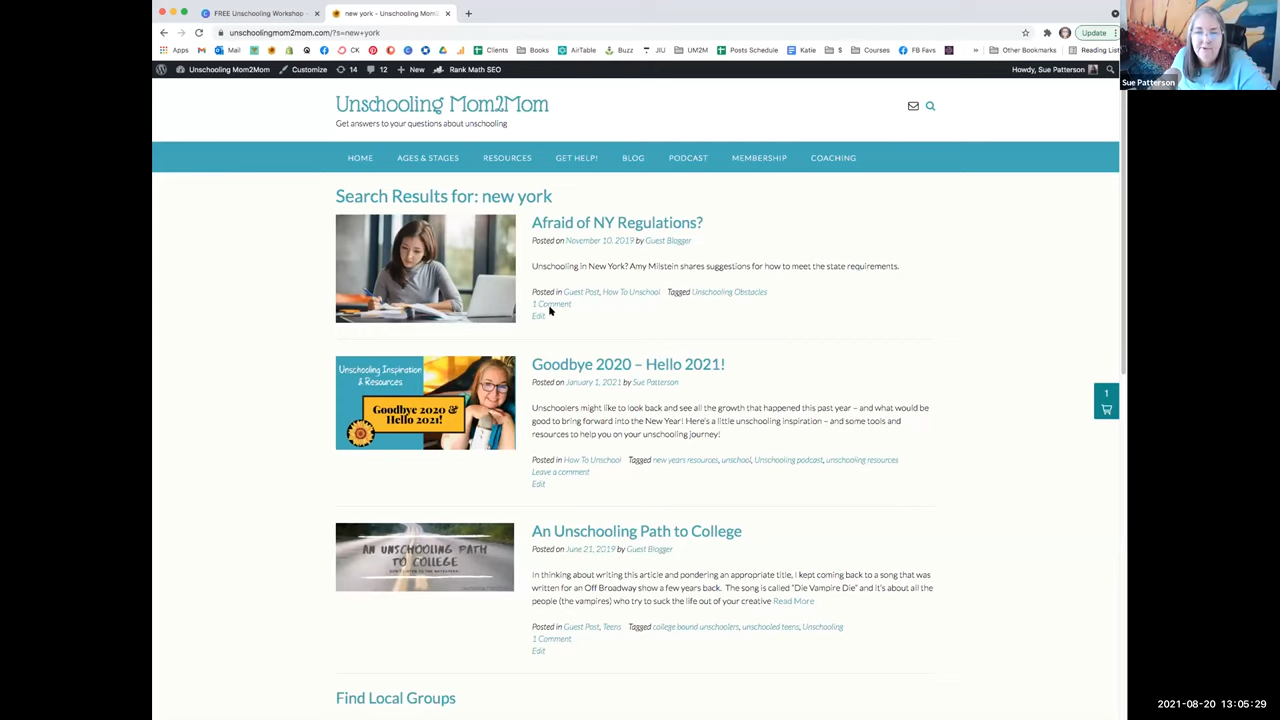 FREE Unschooling Workshop
new york - Unschooling Mom2
unschoolingmom2mom.com/?s=new+york
Update
Apps
Mail
CK
Clients
Books
AirTable
Buzz
JIU
UM2M
Posts Schedule
Katie
Courses
FB Favs
Other Bookmarks
Reading List
Unschooling Mom2Mom
Customize
14
12
New
Rank Math SEO
Howdy, Sue Patterson
Sue Patterson
Unschooling Mom2Mom
Get answers to your questions about unschooling
HOME AGES & STAGES RESOURCES GET HELP! BLOG PODCAST MEMBERSHIP COACHING
Search Results for: new york
Afraid of NY Regulations?
Posted on November 10, 2019 by Guest Blogger
Unschooling in New York? Amy Milstein shares suggestions for how to meet the state requirements.
Posted in Guest Post, How To Unschool Tagged Unschooling Obstacles
1 Comment
Edit
Unschooling Inspiration
& Resources
Goodbye 2020 &
Hello 2021!
Goodbye 2020 – Hello 2021!
Posted on January 1, 2021 by Sue Patterson
Unschoolers might like to look back and see all the growth that happened this past year – and what would be
good to bring forward into the New Year! Here's a little unschooling inspiration – and some tools and
resources to help you on your unschooling journey!
Posted in How To Unschool Tagged new years resources, unschool, Unschooling podcast, unschooling resources
Leave a comment
Edit
1
AN UNSCHOOLING PATH
TO COLLEGE
An Unschooling Path to College
Posted on June 21, 2019 by Guest Blogger
In thinking about writing this article and pondering an appropriate title, I kept coming back to a song that was
written for an Off Broadway show a few years back. The song is called "Die Vampire Die" and it's about all the
people (the vampires) who try to suck the life out of your creative Read More
Posted in Guest Post, Teens Tagged college bound unschoolers, unschooled teens, Unschooling
1 Comment
Edit
Find Local Groups
2021-08-20 13:05:29